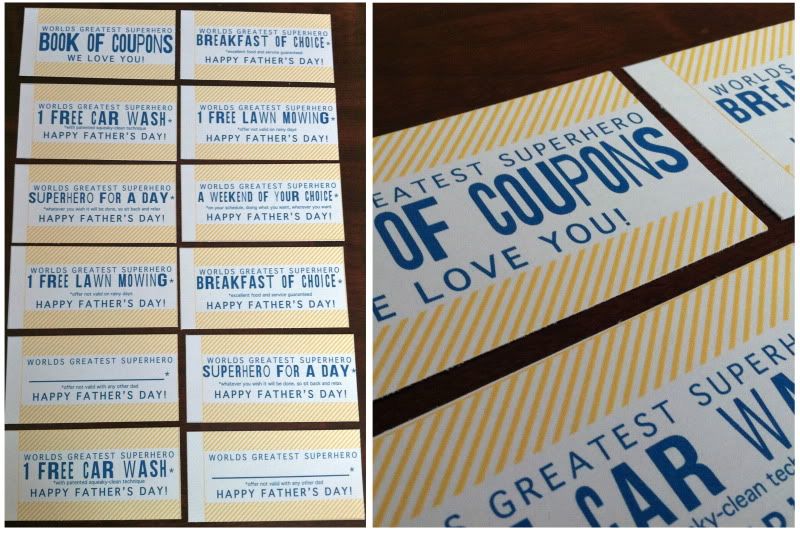 WORLDS GREATEST SUPERHERO
BOOK OF COUPONS
WE LOVE YOU!
WORLDS GREATEST SUPERHERO
BREAKFAST OF CHOICE*
*excellent food and service guaranteed
HAPPY FATHER'S DAY!
WORLDS GREATEST SUPERHERO
1 FREE CAR WASH*
*with patented squeaky-clean technique
HAPPY FATHER'S DAY!
WORLDS GREATEST SUPERHERO
1 FREE LAWN MOWING*
*offer not valid on rainy days
HAPPY FATHER'S DAY!
WORLDS GREATEST SUPERHERO
SUPERHERO FOR A DAY*
*whatever you wish it will be done, so sit back and relax
HAPPY FATHER'S DAY!
WORLDS GREATEST SUPERHERO
A WEEKEND OF YOUR CHOICE*
*on your schedule, doing what you want, wherever you want
HAPPY FATHER'S DAY!
WORLDS GREATEST SUPERHERO
1 FREE LAWN MOWING*
*offer not valid on rainy days
HAPPY FATHER'S DAY!
WORLDS GREATEST SUPERHERO
BREAKFAST OF CHOICE*
*excellent food and service guaranteed
HAPPY FATHER'S DAY!
WORLDS GREATEST SUPERHERO
*
*offer not valid with any other dad
HAPPY FATHER'S DAY!
WORLDS GREATEST SUPERHERO
SUPERHERO FOR A DAY*
*whatever you wish it will be done, so sit back and relax
HAPPY FATHER'S DAY!
WORLDS GREATEST SUPERHERO
1 FREE CAR WASH*
*with patented squeaky-clean technique
HAPPY FATHER'S DAY!
WORLDS GREATEST SUPERHERO
*
*offer not valid with any other dad
HAPPY FATHER'S DAY!
EATEST SUPERHERO
OF COUPONS
E LOVE YOU!
WORLDS
BREA
S GREATEST SUPERH
CAR WA
ky-clean tech